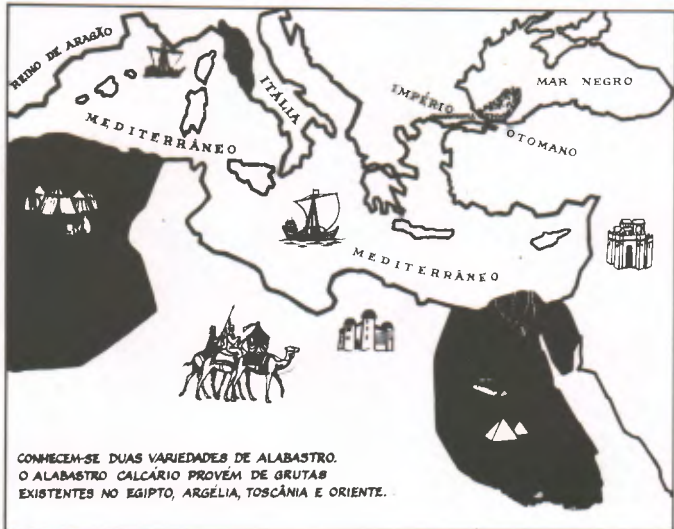 REINO DE ARAGÃO
ITÁLIA
MEDITERRÂNEO
IMPÉRIO
OTOMANO
MAR NEGRO
MEDITERRÂNEO
CONHECEM-SE DUAS VARIEDADES DE ALABASTRO.
O ALABASTRO CALCÁRIO PROVÉM DE GRUTAS
EXISTENTES NO EGIPTO, ARGÉLIA, TOSCÂNIA E ORIENTE.